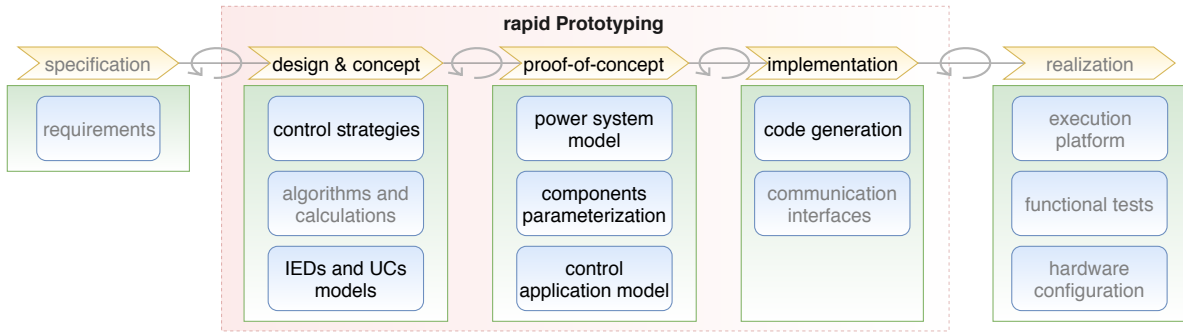 rapid Prototyping
specification
design & concept
proof-of-concept
implementation
realization
requirements
control strategies
algorithms and
calculations
IEDs and UCs
models
power system
model
components
parameterization
control
application model
code generation
communication
interfaces
execution
platform
functional tests
hardware
configuration